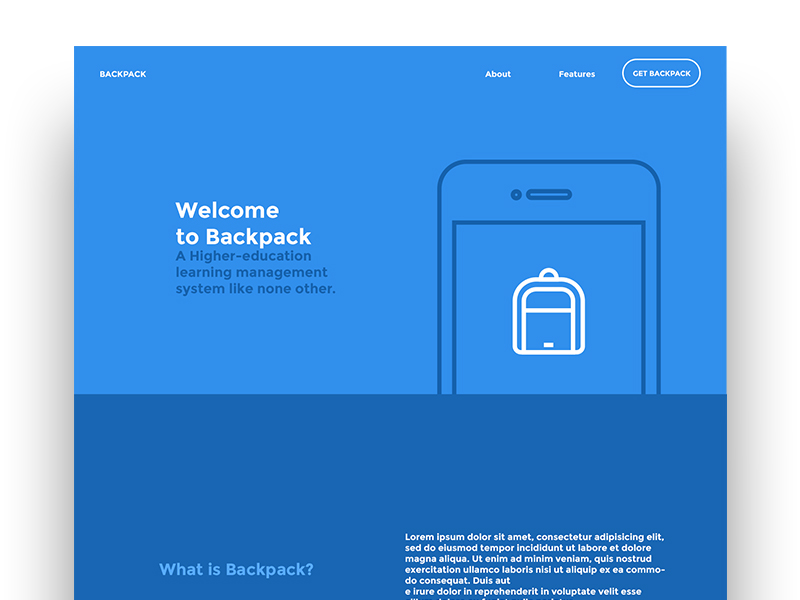 BACKPACK
About
Features
GET BACKPACK
Welcome
to Backpack
A Higher-education
learning management
system like none other.
What is Backpack?
Lorem ipsum dolor sit amet, consectetur adipisicing elit,
sed do eiusmod tempor incididunt ut labore et dolore
magna aliqua. Ut enim ad minim veniam, quis nostrud
exercitation ullamco laboris nisi ut aliquip ex ea commo-
do consequat. Duis aut
e irure dolor in reprehenderit in voluptate velit esse